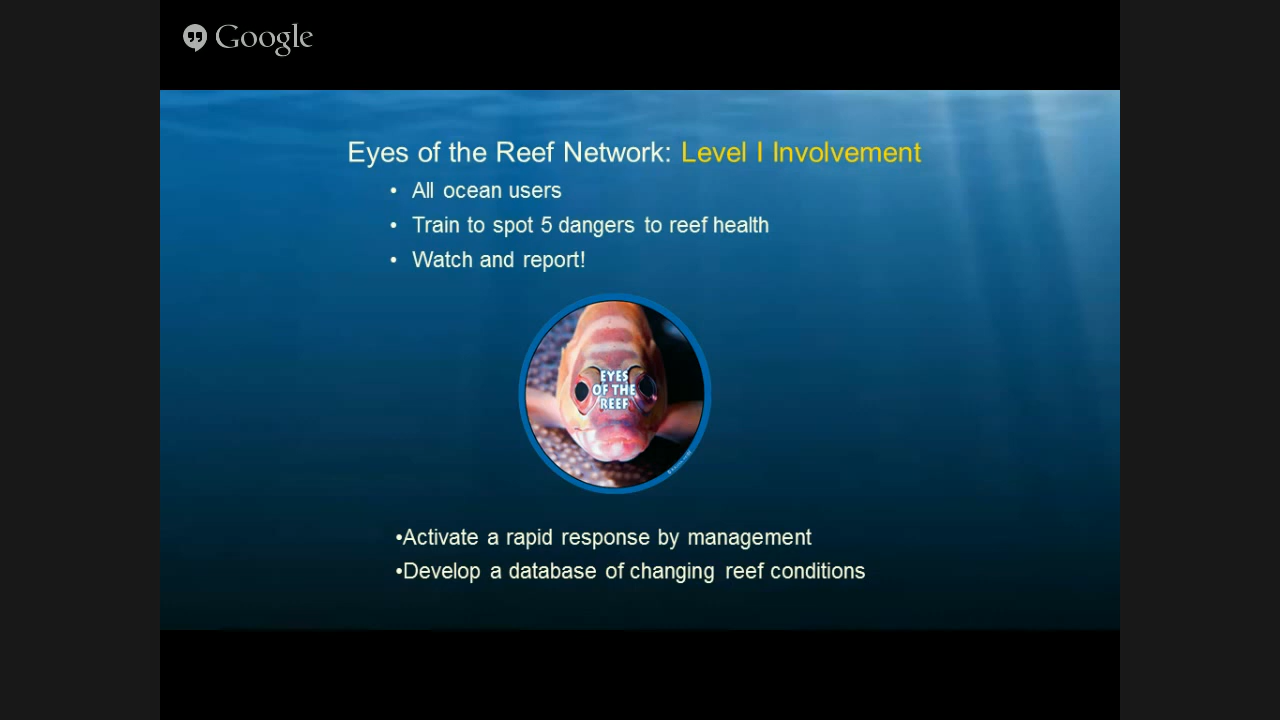 Google
Eyes of the Reef Network: Level I Involvement
• All ocean users
• Train to spot 5 dangers to reef health
• Watch and report!
EYES
OF THE
REEF
•Activate a rapid response by management
•Develop a database of changing reef conditions